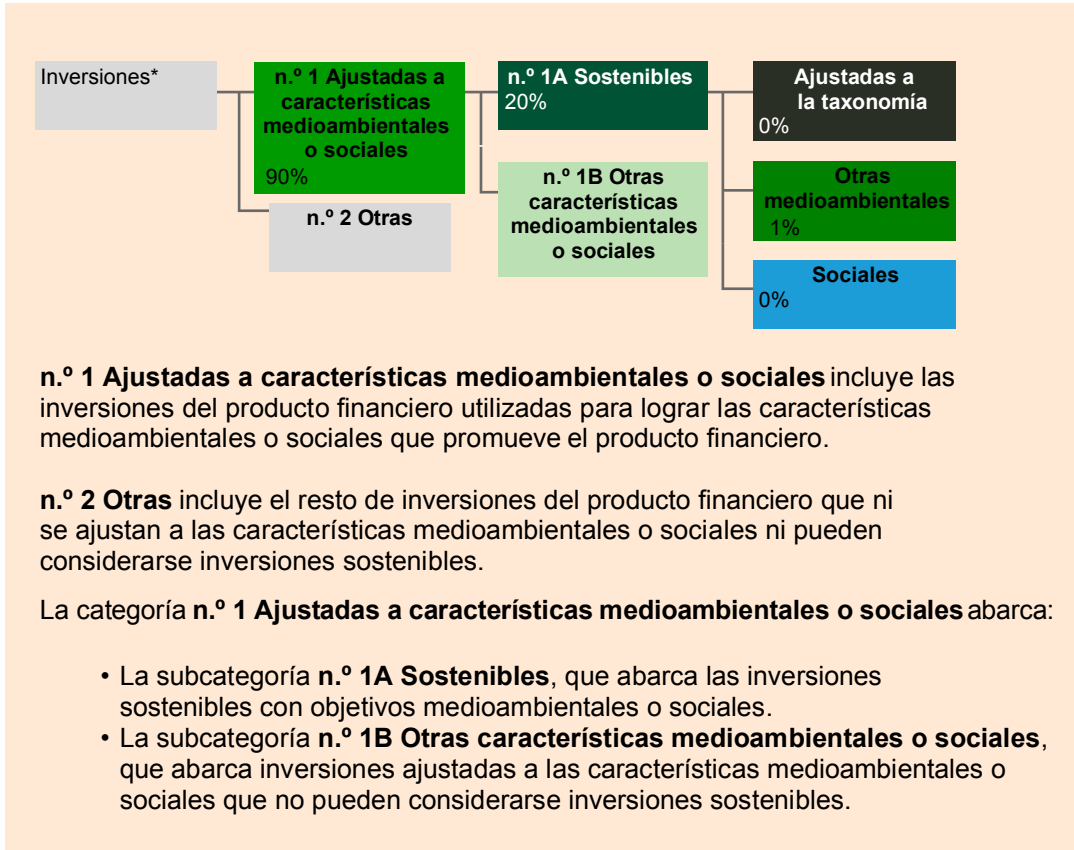 Inversiones*
n.º 1 Ajustadas a
características
medioambientales
o sociales
90%
n.º 2 Otras
n.º 1A Sostenibles
20%
n.º 1B Otras
características
medioambientales
o sociales
Ajustadas a
la taxonomía
0%
Otras
medioambientales
1%
Sociales
0%
n.º 1 Ajustadas a características medioambientales o sociales incluye las
inversiones del producto financiero utilizadas para lograr las características
medioambientales o sociales que promueve el producto financiero.
n.º 2 Otras incluye el resto de inversiones del producto financiero que ni
se ajustan a las características medioambientales o sociales ni pueden
considerarse inversiones sostenibles.
La categoría n.º 1 Ajustadas a características medioambientales o sociales abarca:
• La subcategoría n.º 1A Sostenibles, que abarca las inversiones
sostenibles con objetivos medioambientales o sociales.
• La subcategoría n.º 1B Otras características medioambientales o sociales,
que abarca inversiones ajustadas a las características medioambientales o
sociales que no pueden considerarse inversiones sostenibles.